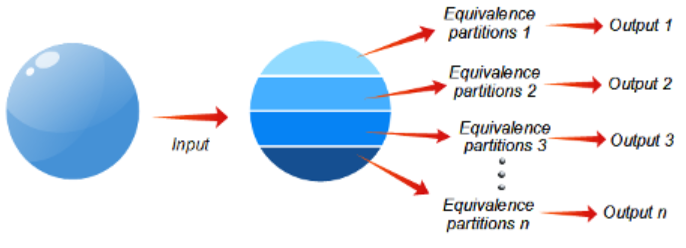 Equivalence
partitions 1
Output 1
Equivalence
partitions 2
Output 2
Input
Equivalence
partitions 3
Output 3
Equivalence
partitions n
Output n